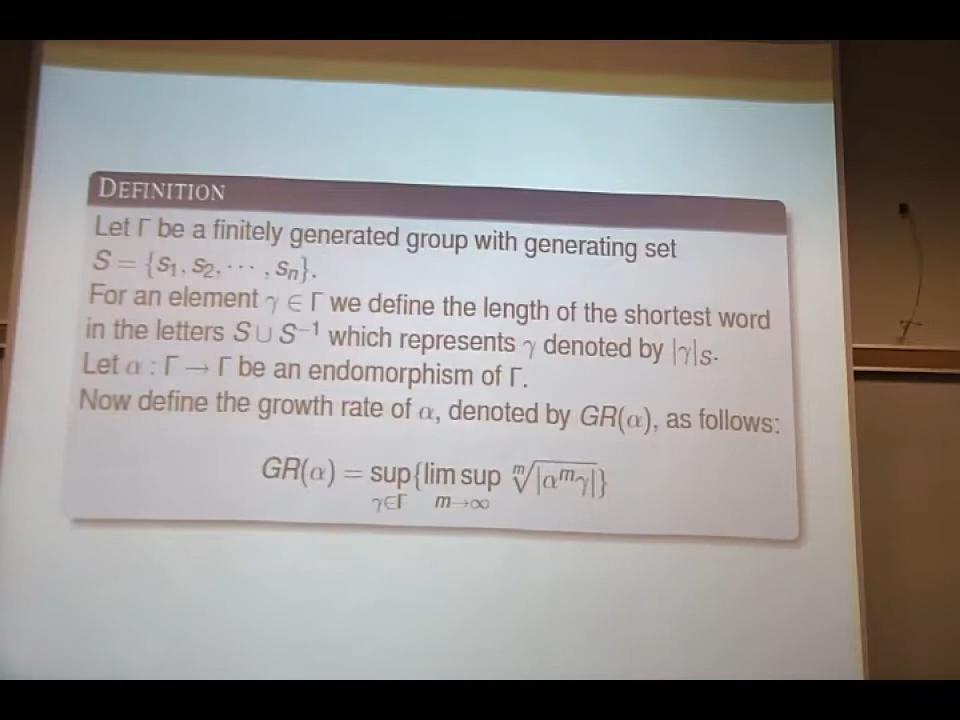 DEFINITION
Let Γ be a finitely generated group with generating set
S = {s₁, s₂, ⋯ , sₙ}.
For an element γ ∈ Γ we define the length of the shortest word
in the letters S ∪ S⁻¹ which represents γ denoted by |γ|S.
Let α : Γ → Γ be an endomorphism of Γ.
Now define the growth rate of α, denoted by GR(α), as follows:
GR(α) = sup{lim sup ᵐ√|αᵐγ|}
γ∈Γ m→∞